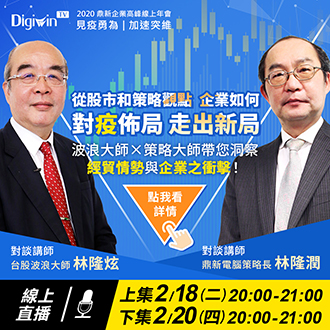 Digiwin TV
2020 鼎新企業高峰線上年會
見疫勇為|加速突維
從股市和策略觀點 企業如何
對疫佈局 走出新局
波浪大師×策略大師帶您洞察
經貿情勢與企業之衝擊!
點我看
詳情
對談講師
台股波浪大師 林隆炫
對談講師
鼎新電腦策略長 林隆潤
線上
直播
上集2/18(二)20:00-21:00
下集2/20(四)20:00-21:00